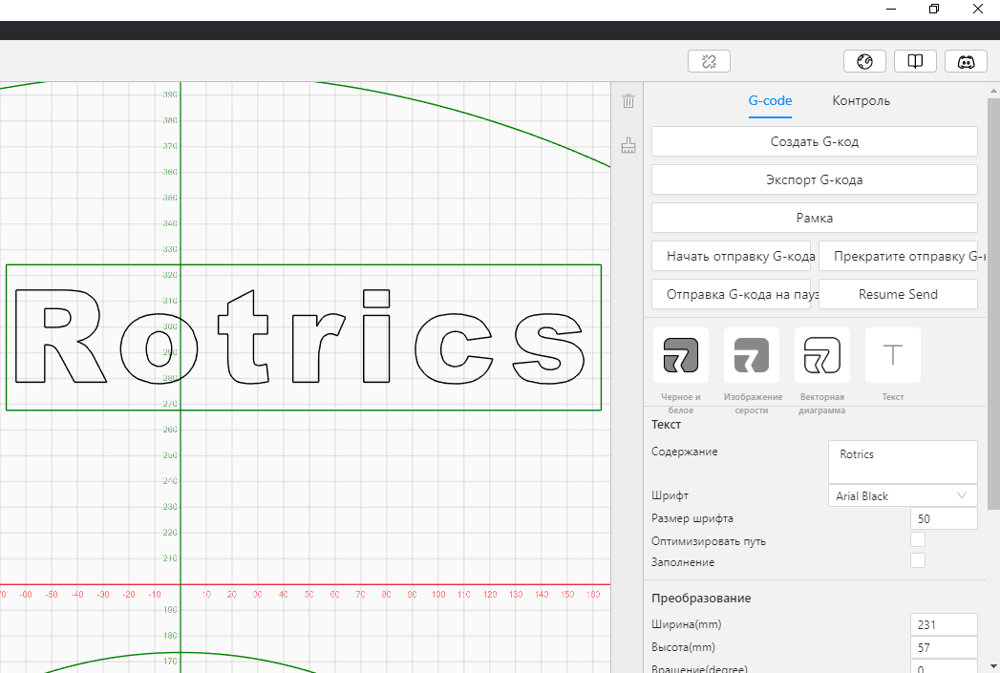 G-code Контроль
Создать G-код
Экспорт G-кода
Рамка
Начать отправку G-кода Прекратите отправку G-
Отправка G-кода на пауз Resume Send
Черное и белое
Изображение серости
Векторная диаграмма
Текст
Текст
Содержание Rotrics
Шрифт Arial Black
Размер шрифта 50
Оптимизировать путь
Заполнение
Преобразование
Ширина(mm) 231
Высота(mm) 57
Вращение(degree) 0
390
380
370
360
350
340
330
320
310
300
290
280
270
260
250
240
230
220
210
190
180
170
-60 -50 -40 -30 -20 -10 10 20 30 40 50 60 70 80 90 100 110 120 130 140 150 160
Rotrics